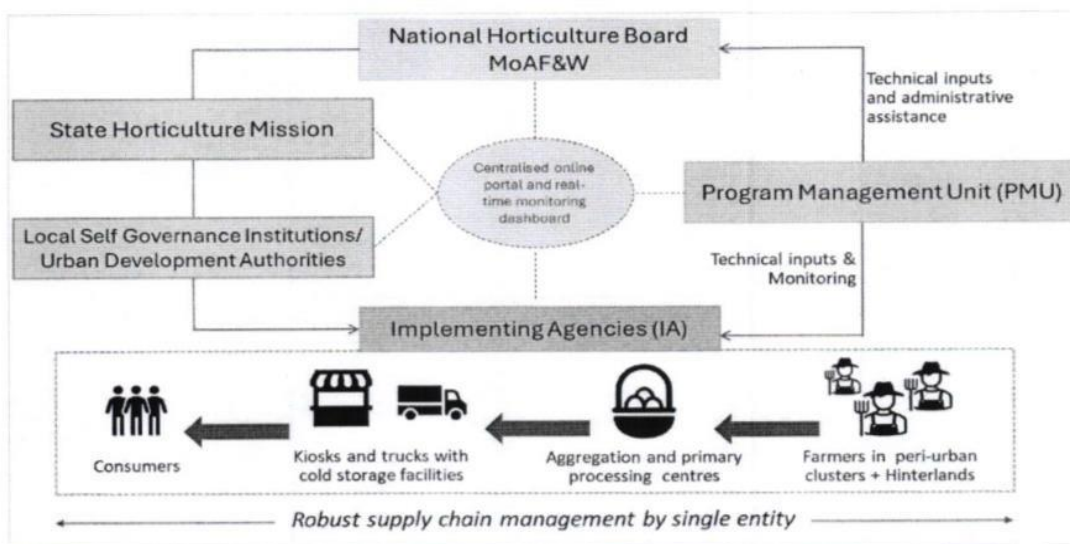 National Horticulture Board
MoAF&W
Technical inputs
and administrative
assistance
State Horticulture Mission
Centralised online
portal and real-
time monitoring
dashboard
Program Management Unit (PMU)
Local Self Governance Institutions/
Urban Development Authorities
Technical inputs &
Monitoring
Implementing Agencies (IA)
Consumers
Kiosks and trucks with
cold storage facilities
Aggregation and primary
processing centres
Farmers in peri-urban
clusters + Hinterlands
Robust supply chain management by single entity